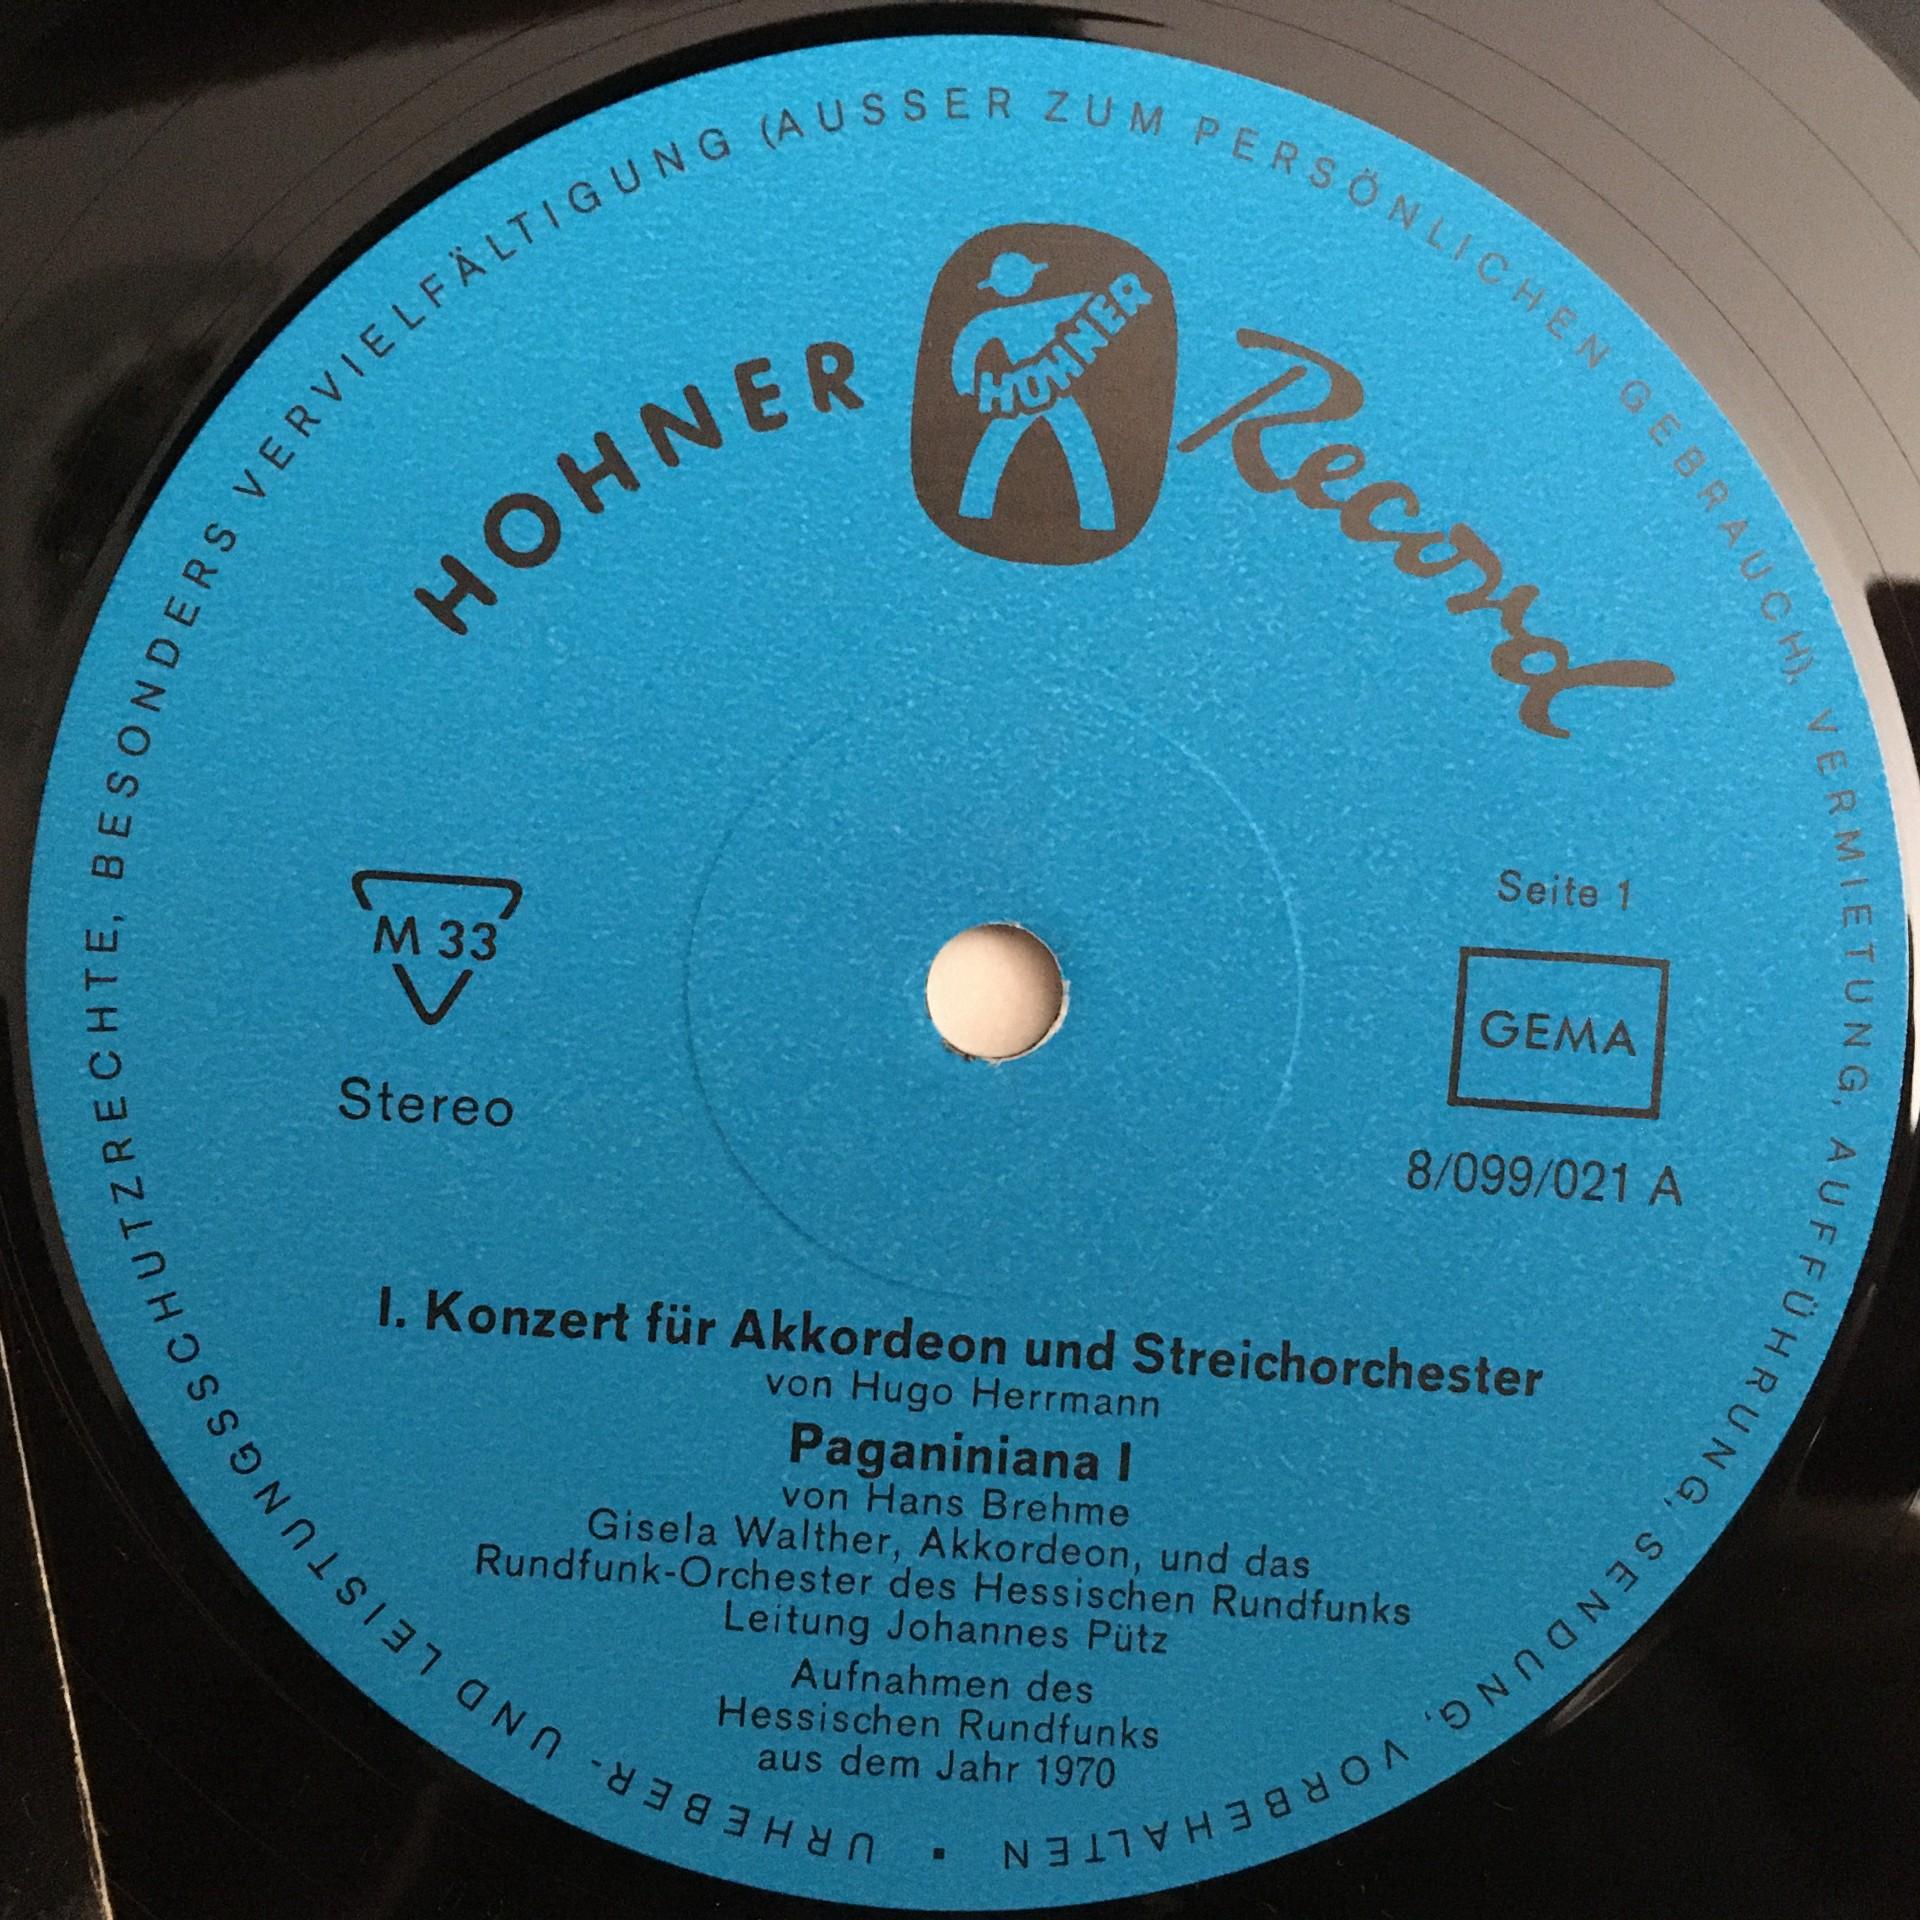 URHEBER- UND LEISTUNGSSCHUTZRECHTE, BESONDERS VERVIELFÄLTIGUNG (AUSSER ZUM PERSÖNLICHEN GEBRAUCH), VERMIETUNG, AUFFÜHRUNG, SENDUNG, VORBEHALTEN ·
HOHNER
HOHNER
Record
M 33
Stereo
Seite 1
GEMA
8/099/021 A
I. Konzert für Akkordeon und Streichorchester
von Hugo Herrmann
Paganiniana I
von Hans Brehme
Gisela Walther, Akkordeon, und das
Rundfunk-Orchester des Hessischen Rundfunks
Leitung Johannes Pütz
Aufnahmen des
Hessischen Rundfunks
aus dem Jahr 1970